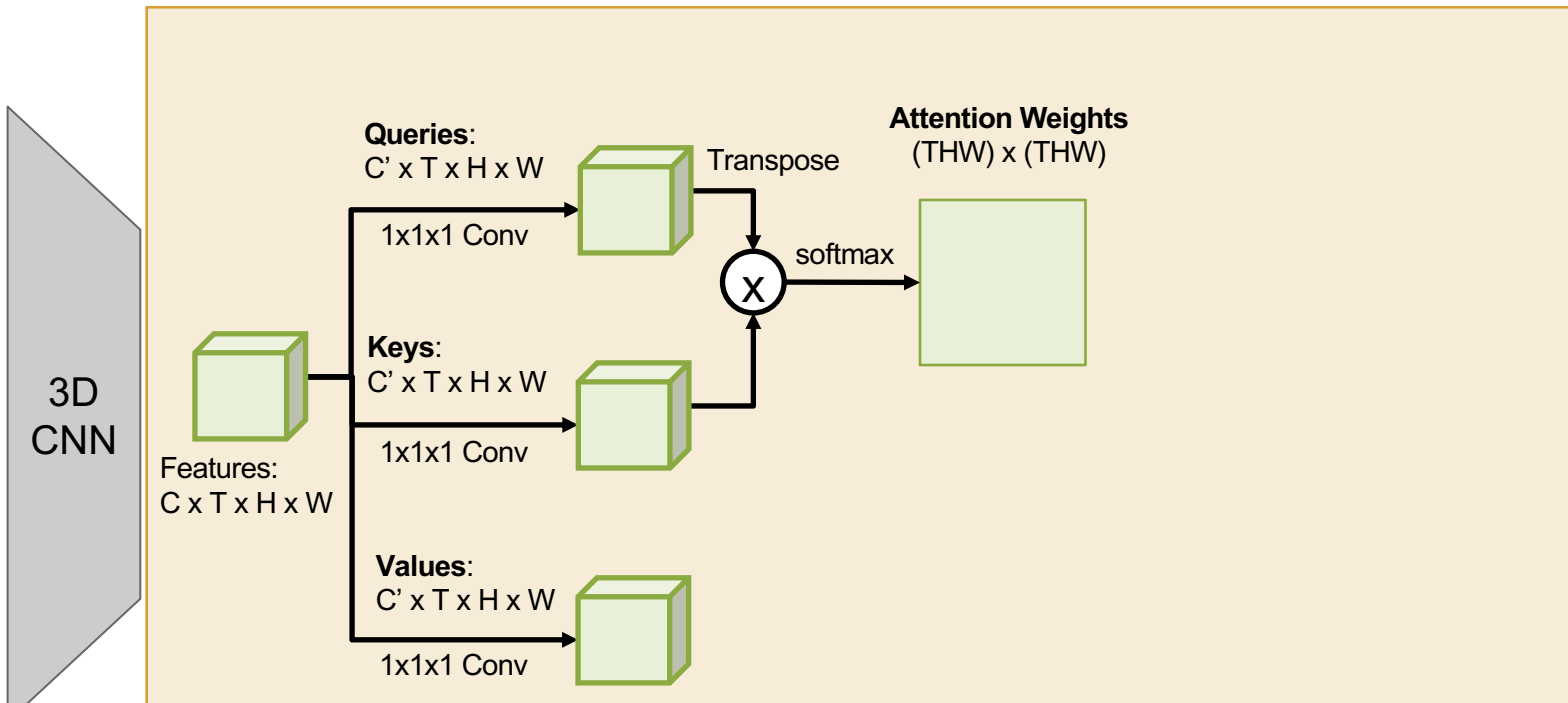 3D
CNN
Features:
C x T x H x W
Queries:
C’ x T x H x W
1x1x1 Conv
Keys:
C’ x T x H x W
1x1x1 Conv
Values:
C’ x T x H x W
1x1x1 Conv
Transpose
x
softmax
Attention Weights
(THW) x (THW)